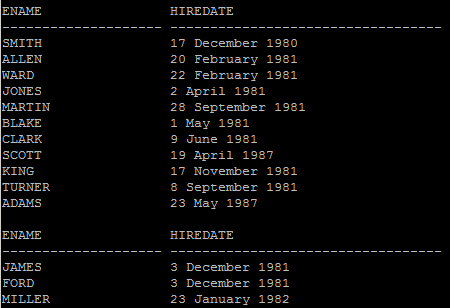 ENAME HIREDATE
-------------------- ----------------------------------
SMITH 17 December 1980
ALLEN 20 February 1981
WARD 22 February 1981
JONES 2 April 1981
MARTIN 28 September 1981
BLAKE 1 May 1981
CLARK 9 June 1981
SCOTT 19 April 1987
KING 17 November 1981
TURNER 8 September 1981
ADAMS 23 May 1987
ENAME HIREDATE
-------------------- ----------------------------------
JAMES 3 December 1981
FORD 3 December 1981
MILLER 23 January 1982